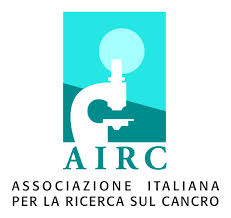 AIRC
ASSOCIAZIONE ITALIANA
PER LA RICERCA SUL CANCRO